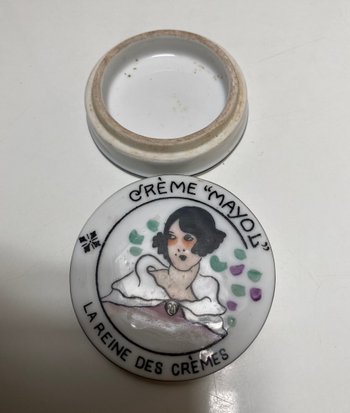 CRÈME "MAYOL"
LA REINE DES CRÈMES